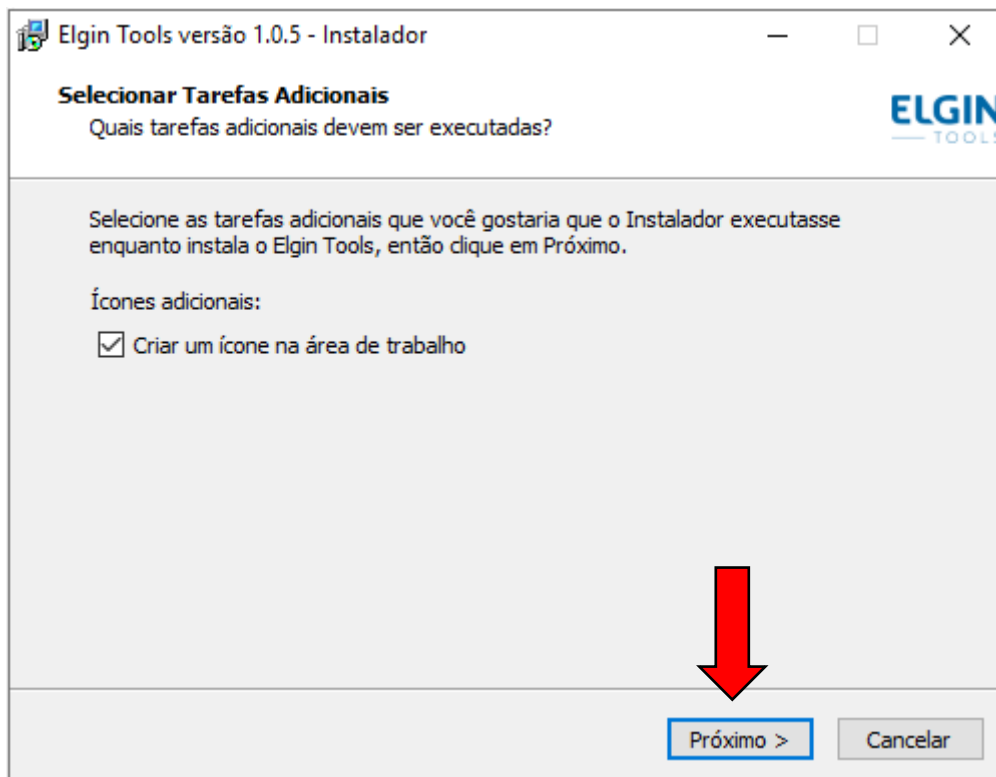 Elgin Tools versão 1.0.5 - Instalador
Selecionar Tarefas Adicionais
Quais tarefas adicionais devem ser executadas?
ELGIN
TOOLS
Selecione as tarefas adicionais que você gostaria que o Instalador executasse
enquanto instala o Elgin Tools, então clique em Próximo.
Ícones adicionais:
Criar um ícone na área de trabalho
Próximo >
Cancelar